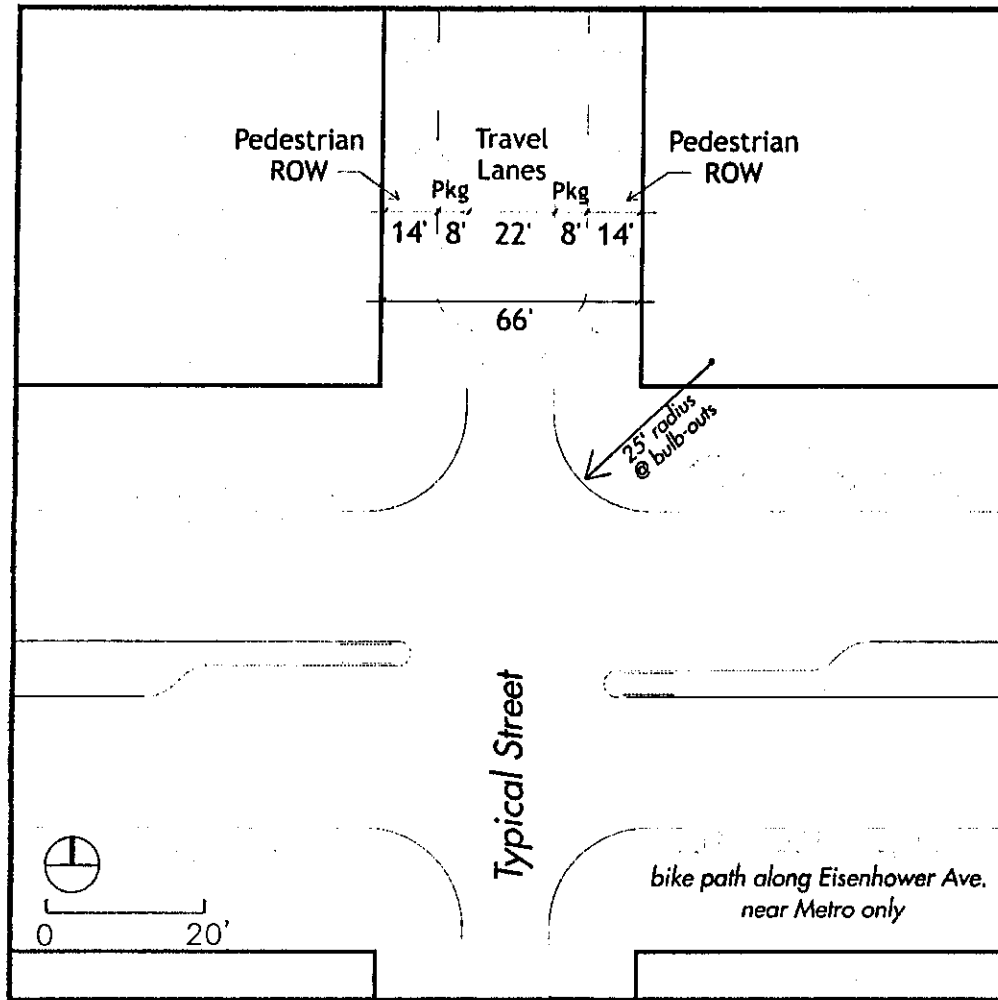 Pedestrian
ROW
Travel
Lanes
Pedestrian
ROW
Pkg
Pkg
14' 8' 22' 8' 14'
66'
25' radius
@ bulb-outs
Typical Street
bike path along Eisenhower Ave.
near Metro only
0 20'